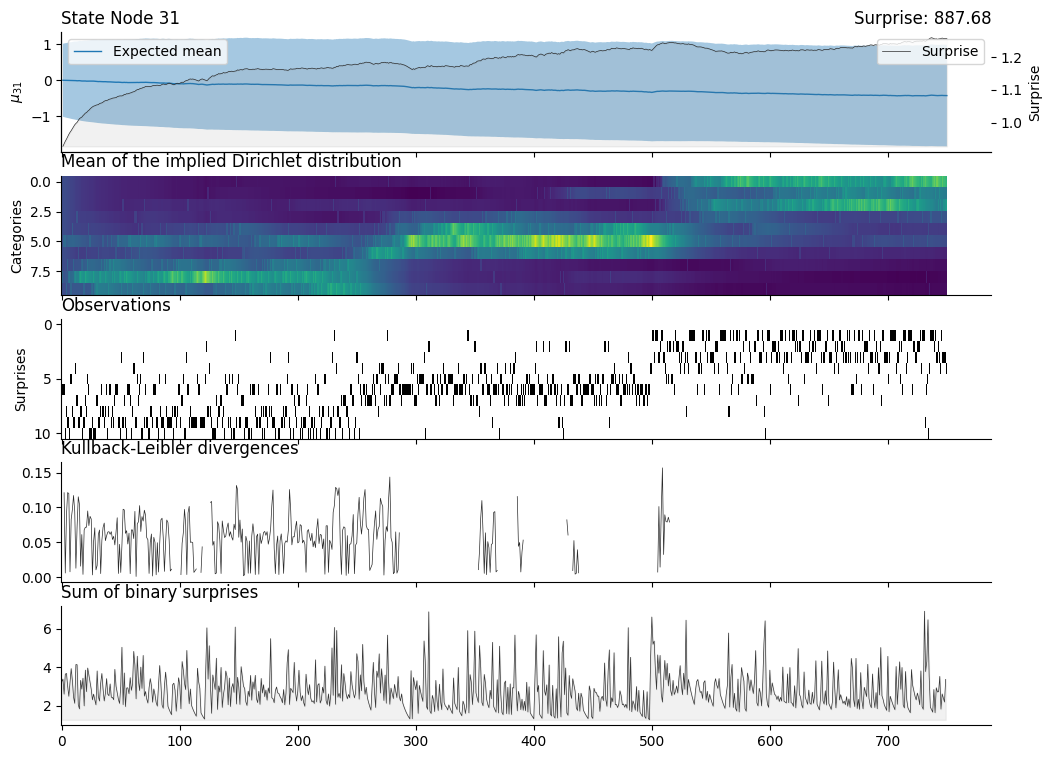 State Node 31 Surprise: 887.68
Expected mean
Surprise
1
0
−1
μ31
1.2
1.1
1.0
Surprise
Mean of the implied Dirichlet distribution
0.0
2.5
5.0
7.5
Categories
Observations
0
5
10
Surprises
Kullback-Leibler divergences
0.15
0.10
0.05
0.00
Sum of binary surprises
6
4
2
0 100 200 300 400 500 600 700